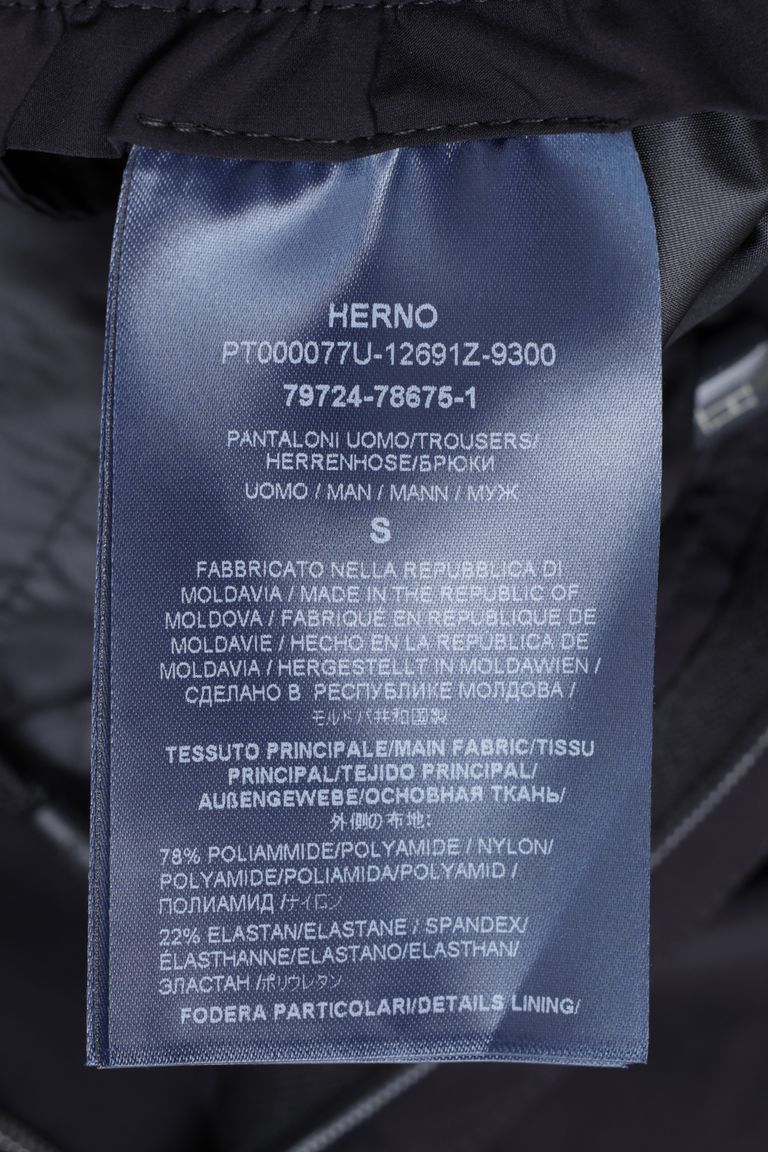 HERNO
PT000077U-12691Z-9300
79724-78675-1
PANTALONI UOMO/TROUSERS/
HERRENHOSE/БРЮКИ
UOMO / MAN / MANN / МУЖ
S
FABBRICATO NELLA REPUBBLICA DI
MOLDAVIA / MADE IN THE REPUBLIC OF
MOLDOVA / FABRIQUÉ EN REPUBLIQUE DE
MOLDAVIE / HECHO EN LA REPUBLICA DE
MOLDAVIA / HERGESTELLT IN MOLDAWIEN /
СДЕЛАНО В РЕСПУБЛИКЕ МОЛДОВА /
モルドバ共和国製
TESSUTO PRINCIPALE/MAIN FABRIC/TISSU
PRINCIPAL/TEJIDO PRINCIPAL/
AUßENGEWEBE/ОСНОВНАЯ ТКАНЬ/
外側の布地:
78% POLIAMMIDE/POLYAMIDE / NYLON/
POLYAMIDE/POLIAMIDA/POLYAMID /
ПОЛИАМИД /ナイロン
22% ELASTAN/ELASTANE / SPANDEX/
ÉLASTHANNE/ELASTANO/ELASTHAN/
ЭЛАСТАН /ポリウレタン
FODERA PARTICOLARI/DETAILS LINING/